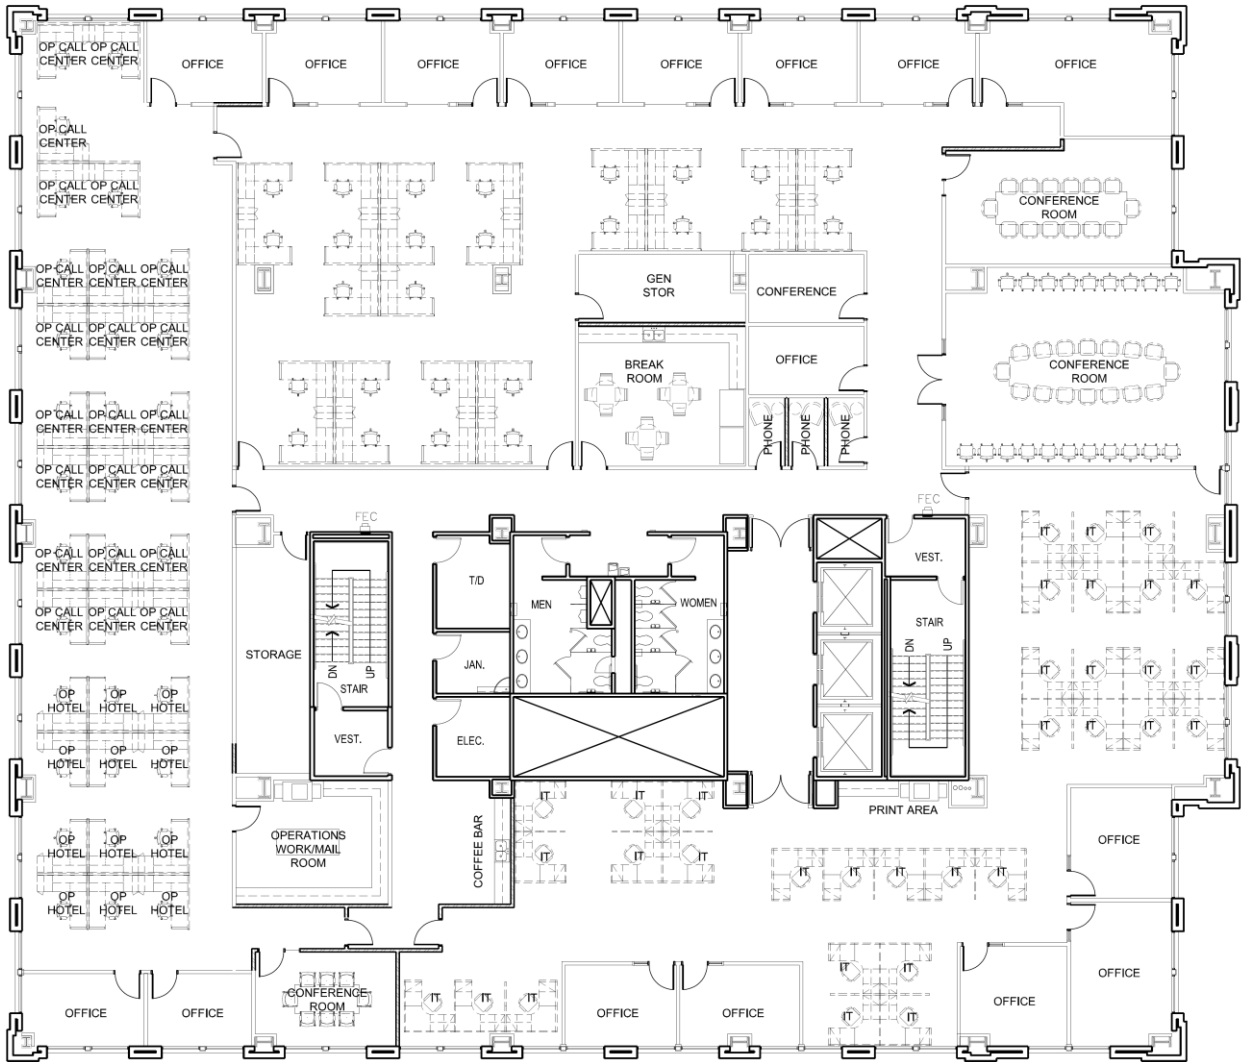 OP CALL OP CALL
CENTER CENTER
OFFICE
OFFICE
OFFICE
OFFICE
OFFICE
OFFICE
OFFICE
OFFICE
OP CALL
CENTER
OP CALL OP CALL
CENTER CENTER
CONFERENCE
ROOM
OP CALL OP CALL OP CALL
CENTER CENTER CENTER
OP CALL OP CALL OP CALL
CENTER CENTER CENTER
GEN
STOR
CONFERENCE
BREAK
ROOM
OFFICE
CONFERENCE
ROOM
OP CALL OP CALL OP CALL
CENTER CENTER CENTER
OP CALL OP CALL OP CALL
CENTER CENTER CENTER
PHONE
PHONE
PHONE
FEC
FEC
OP CALL OP CALL OP CALL
CENTER CENTER CENTER
OP CALL OP CALL OP CALL
CENTER CENTER CENTER
T/D
MEN
WOMEN
VEST.
STAIR
DN
UP
IT IT IT
IT IT IT IT
STORAGE
DN
UP
STAIR
VEST.
JAN.
ELEC.
IT IT IT IT
IT IT IT IT
OP OP OP
HOTEL HOTEL HOTEL
OP OP OP
HOTEL HOTEL HOTEL
OPERATIONS
WORK/MAIL
ROOM
COFFEE BAR
IT IT IT
IT IT IT
PRINT AREA
OFFICE
OP OP OP
HOTEL HOTEL HOTEL
OP OP OP
HOTEL HOTEL HOTEL
IT IT IT IT IT
OFFICE
OFFICE
CONFERENCE
ROOM
IT IT IT
OFFICE
OFFICE
IT IT
IT IT
OFFICE
OFFICE